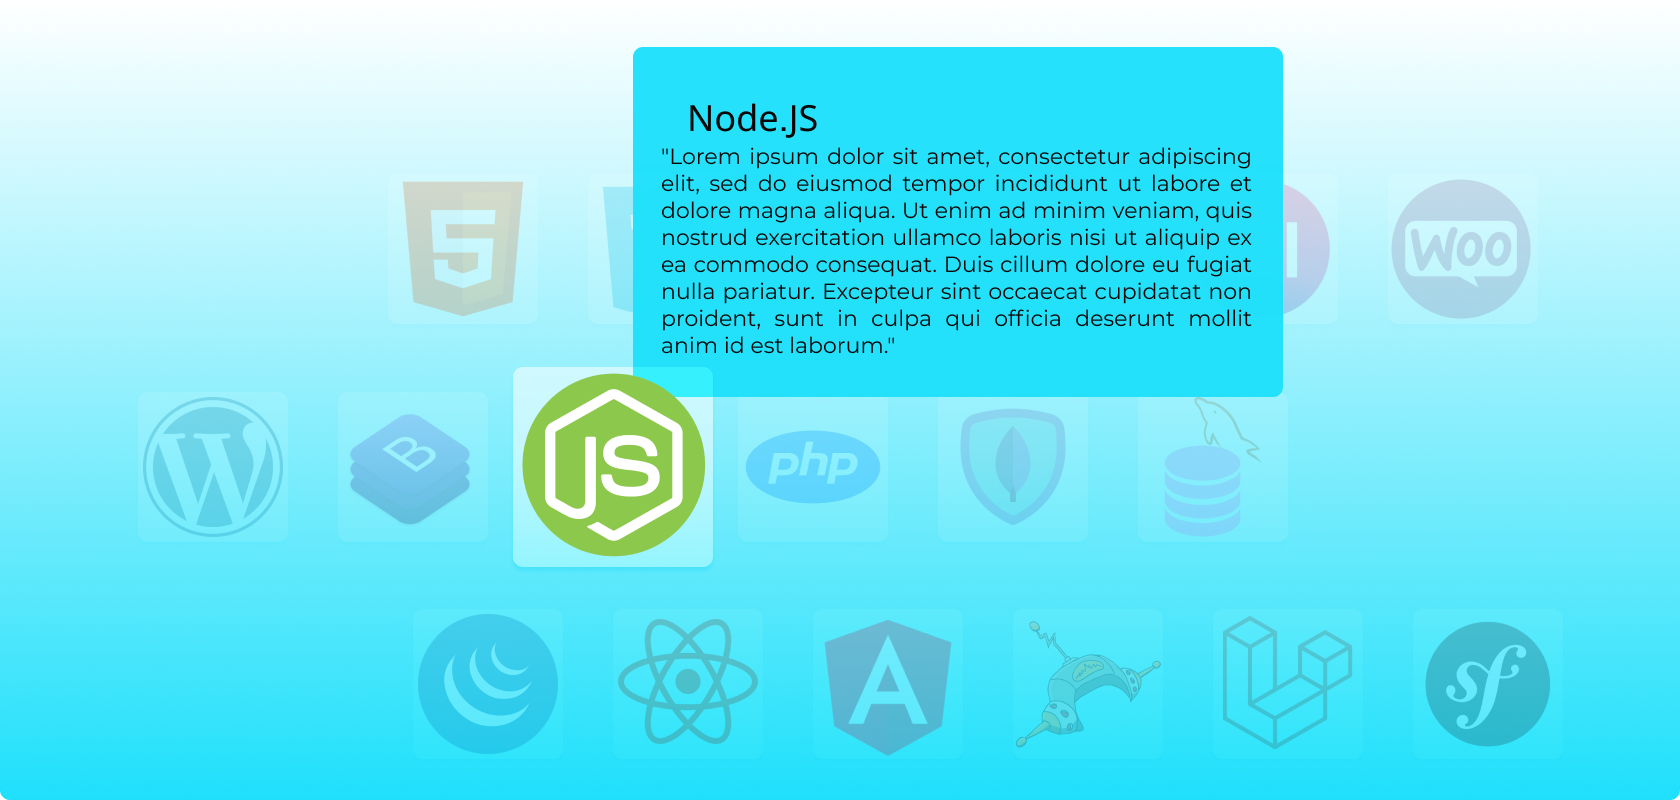 Node.JS
"Lorem ipsum dolor sit amet, consectetur adipiscing
elit, sed do eiusmod tempor incididunt ut labore et
dolore magna aliqua. Ut enim ad minim veniam, quis
nostrud exercitation ullamco laboris nisi ut aliquip ex
ea commodo consequat. Duis cillum dolore eu fugiat
nulla pariatur. Excepteur sint occaecat cupidatat non
proident, sunt in culpa qui officia deserunt mollit
anim id est laborum."
5
Woo
W
B
JS
php
A
sf